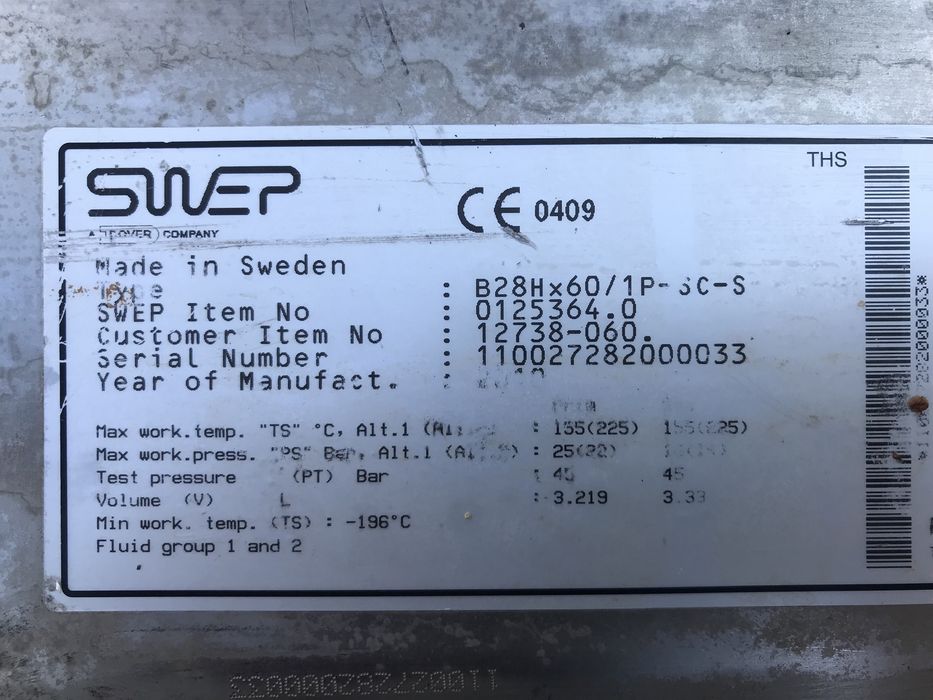 THS
SWEP
CE 0409
A DOVER COMPANY
Made in Sweden
Type : B28Hx60/1P-SC-S
SWEP Item No : 0125364.0
Customer Item No : 12738-060.
Serial Number : 110027282000033
Year of Manufact. :
Max work.temp. "TS" °C, Alt.1 : 155(225)
Max work.press. "PS" Bar, Alt.1 : 25(22)
Test pressure (PT) Bar : 45 45
Volume (V) L : 3.219 3.33
Min work. temp. (TS) : -196°C
Fluid group 1 and 2
110027282000033